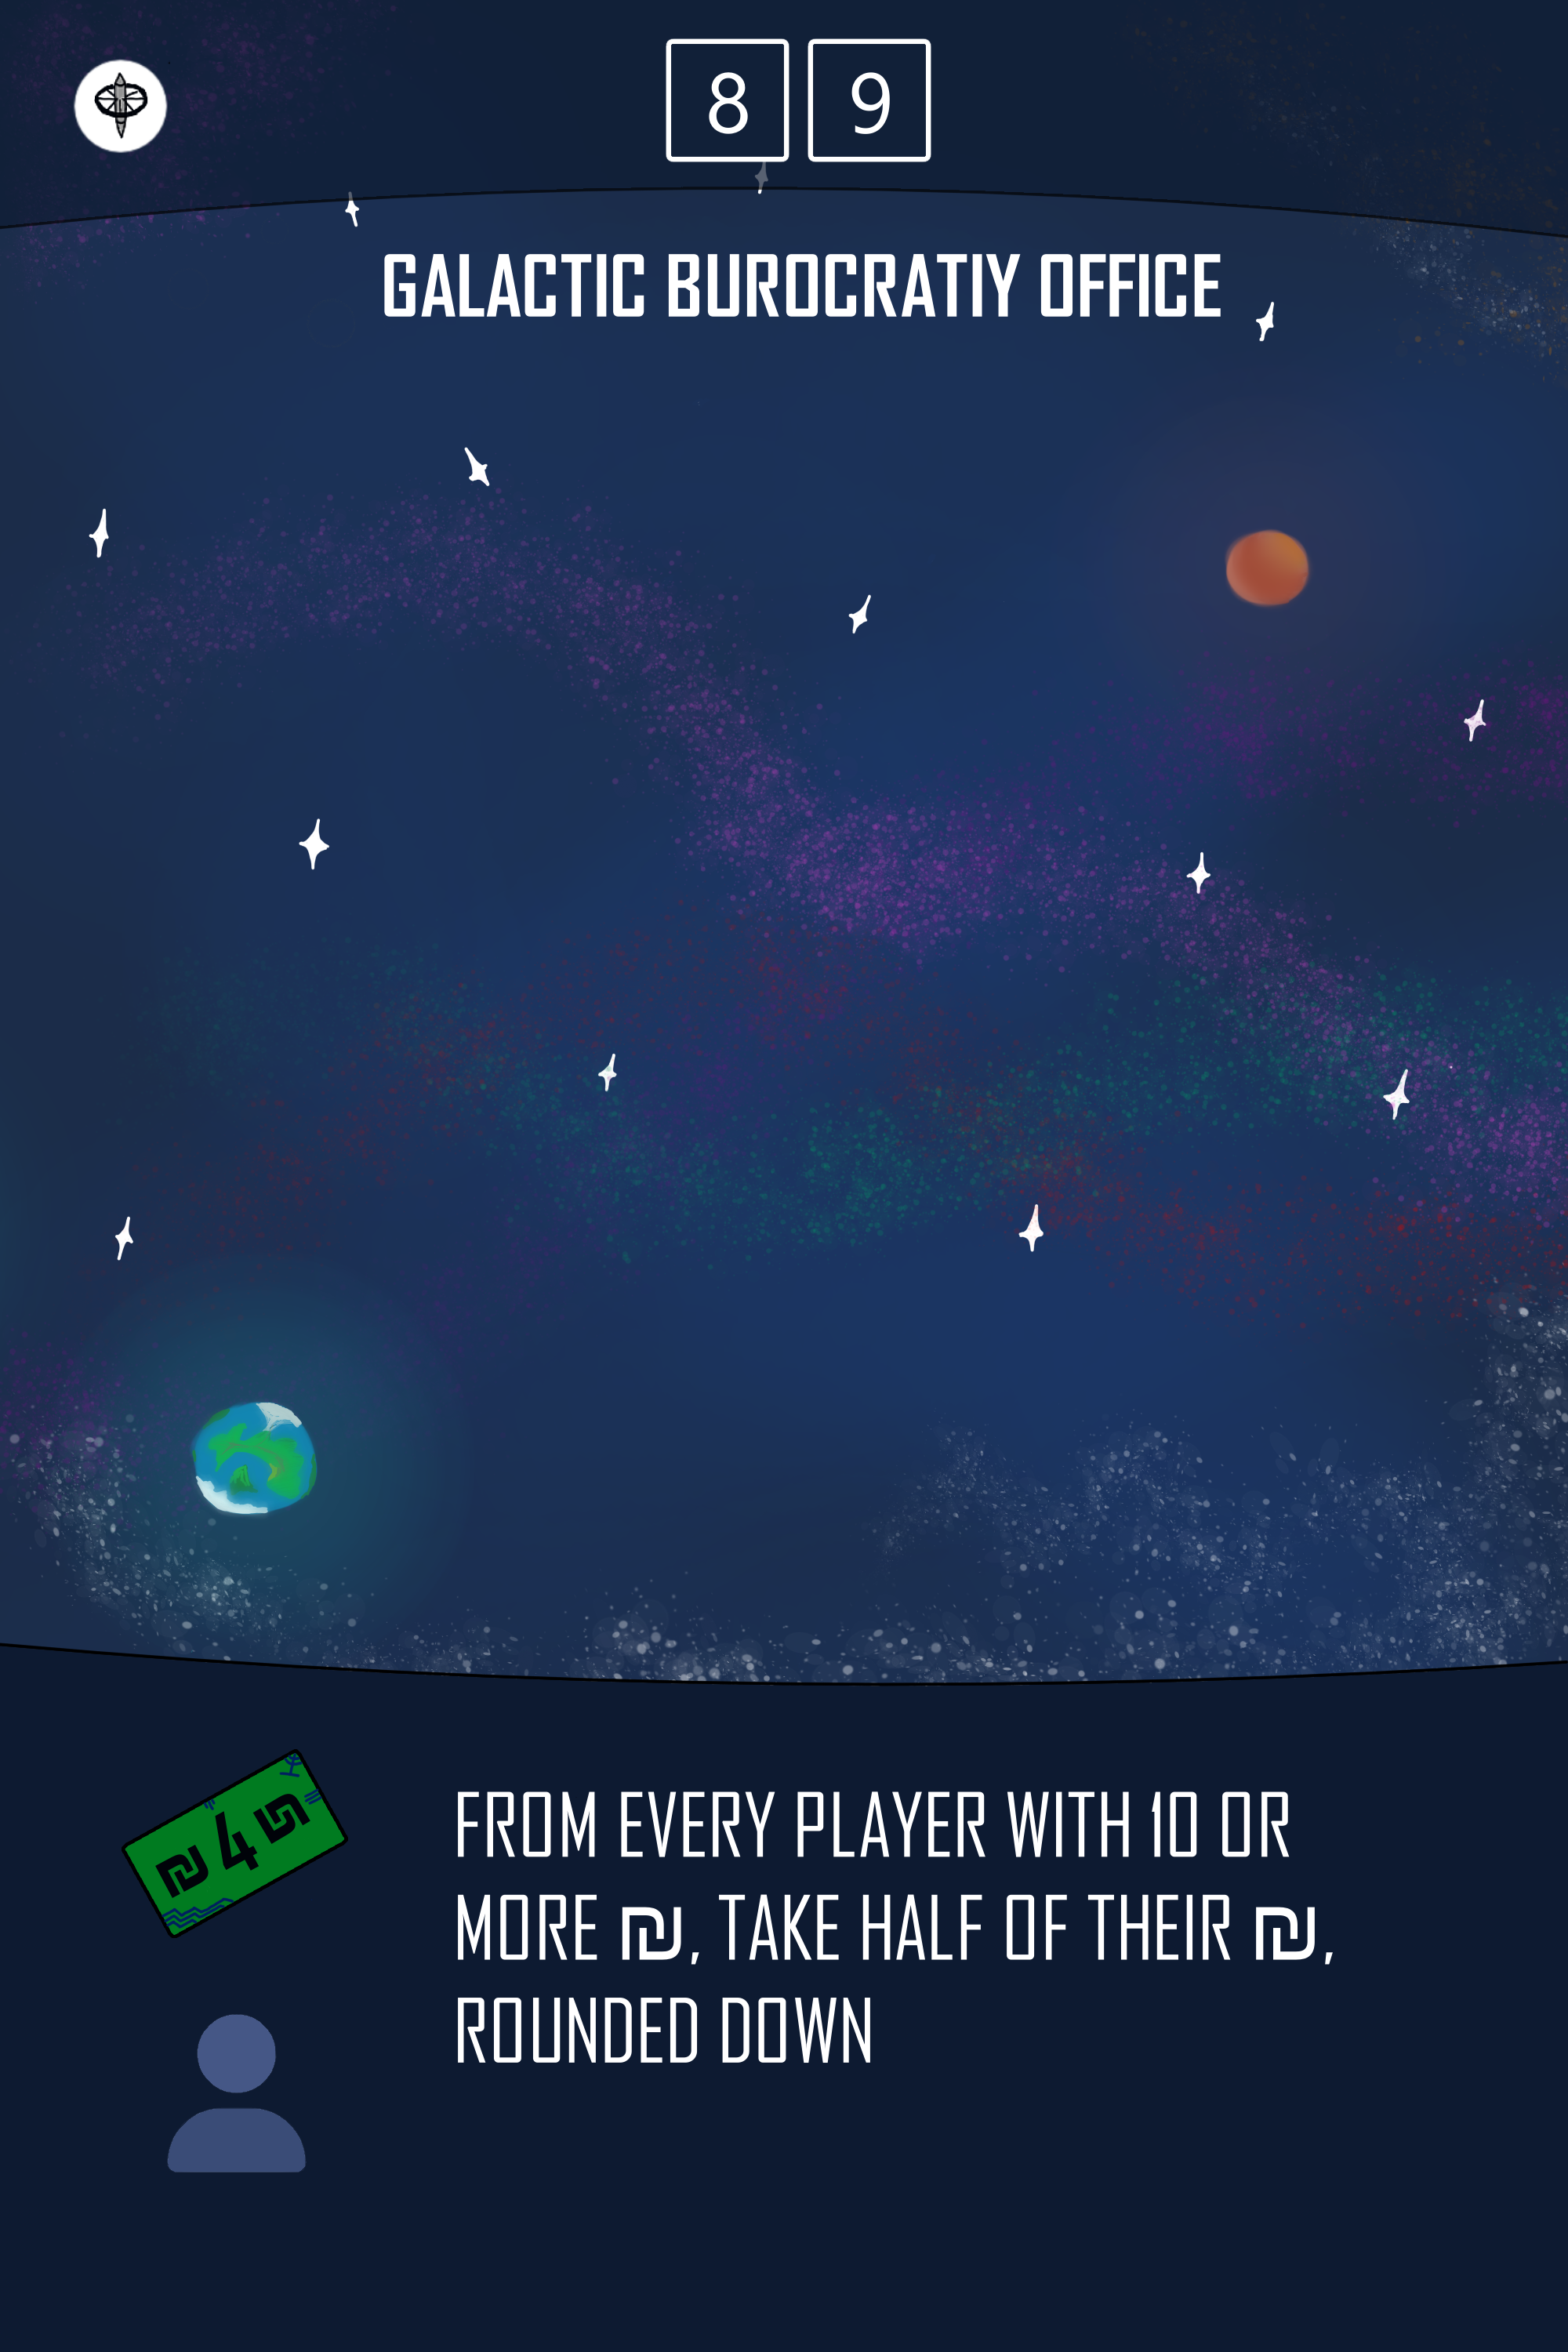 8 9
GALACTIC BUROCRATIY OFFICE
₪ 4 ₪
FROM EVERY PLAYER WITH 10 OR
MORE ₪, TAKE HALF OF THEIR ₪,
ROUNDED DOWN